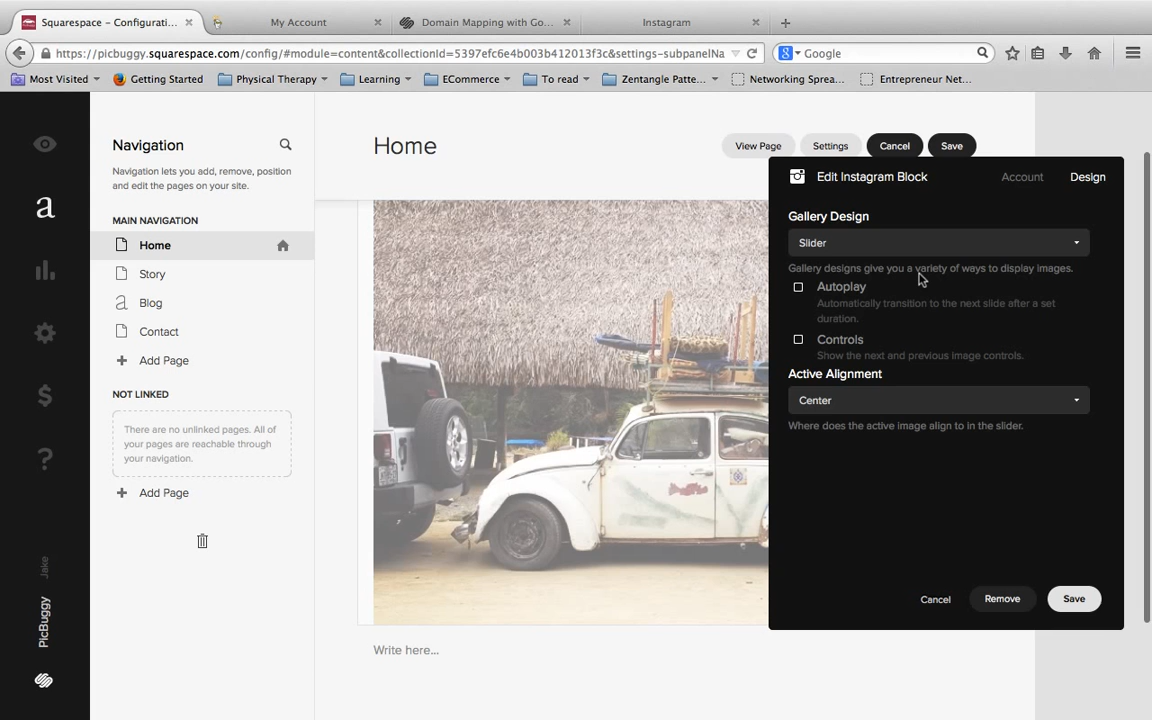 Squarespace – Configurati...
My Account
Domain Mapping with Go...
Instagram
https://picbuggy.squarespace.com/config/#module=content&collectionId=5397efc6e4b003b412013f3c&settings-subpanelNa
Google
Most Visited
Getting Started
Physical Therapy
Learning
ECommerce
To read
Zentangle Patte...
Networking Sprea...
Entrepreneur Net...
Navigation
Navigation lets you add, remove, position
and edit the pages on your site.
MAIN NAVIGATION
Home
Story
Blog
Contact
Add Page
NOT LINKED
There are no unlinked pages. All of
your pages are reachable through
your navigation.
Add Page
Jake
PicBuggy
Home
View Page
Settings
Cancel
Save
Write here...
Edit Instagram Block
Account
Design
Gallery Design
Slider
Gallery designs give you a variety of ways to display images.
Autoplay
Automatically transition to the next slide after a set
duration.
Controls
Show the next and previous image controls.
Active Alignment
Center
Where does the active image align to in the slider.
Cancel
Remove
Save